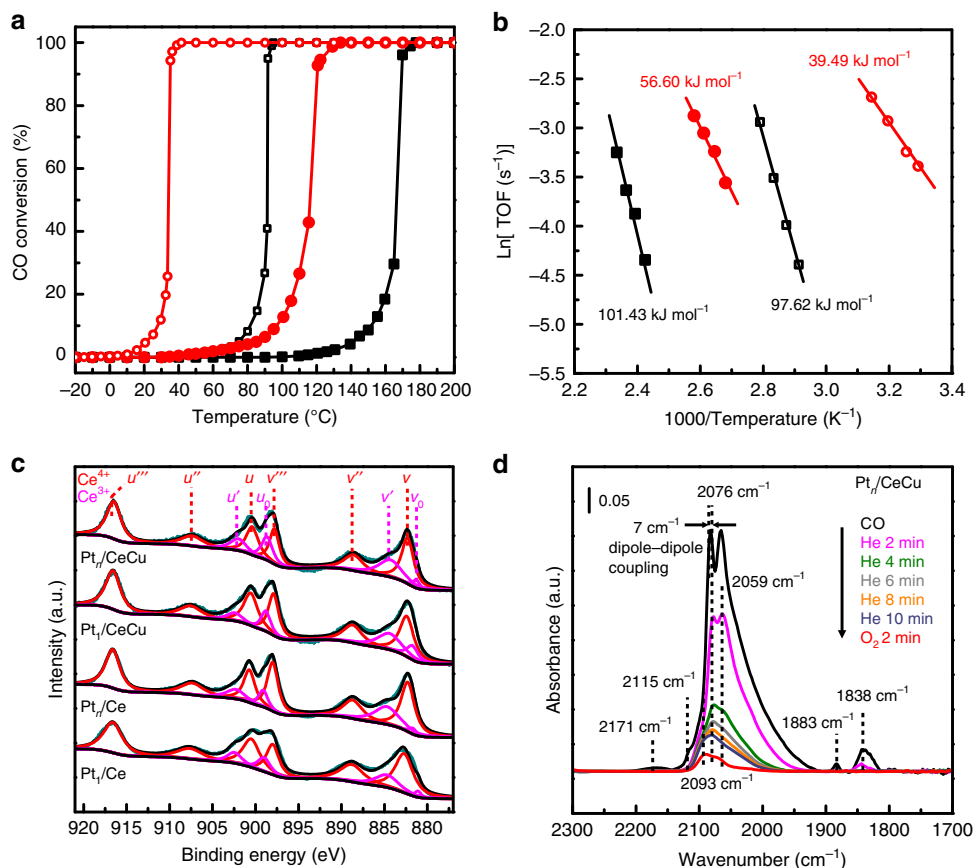 a
100
80
60
40
20
0
CO conversion (%)
−20 0 20 40 60 80 100 120 140 160 180 200
Temperature (°C)
b
−2.0
−2.5
−3.0
−3.5
−4.0
−4.5
−5.0
−5.5
Ln[ TOF (s⁻¹)]
56.60 kJ mol⁻¹
39.49 kJ mol⁻¹
101.43 kJ mol⁻¹
97.62 kJ mol⁻¹
2.2 2.4 2.6 2.8 3.0 3.2 3.4
1000/Temperature (K⁻¹)
c
Ce⁴⁺ u''' u'' u v''' v'' v
Ce³⁺ u' u₀ v' v₀
Ptₙ/CeCu
Pt₁/CeCu
Ptₙ/Ce
Pt₁/Ce
Intensity (a.u.)
920 915 910 905 900 895 890 885 880
Binding energy (eV)
d
0.05
2076 cm⁻¹
Ptₙ/CeCu
7 cm⁻¹
dipole–dipole
coupling
2059 cm⁻¹
CO
He 2 min
He 4 min
He 6 min
He 8 min
He 10 min
O₂ 2 min
2115 cm⁻¹
2171 cm⁻¹
1838 cm⁻¹
1883 cm⁻¹
2093 cm⁻¹
Absorbance (a.u.)
2300 2200 2100 2000 1900 1800 1700
Wavenumber (cm⁻¹)